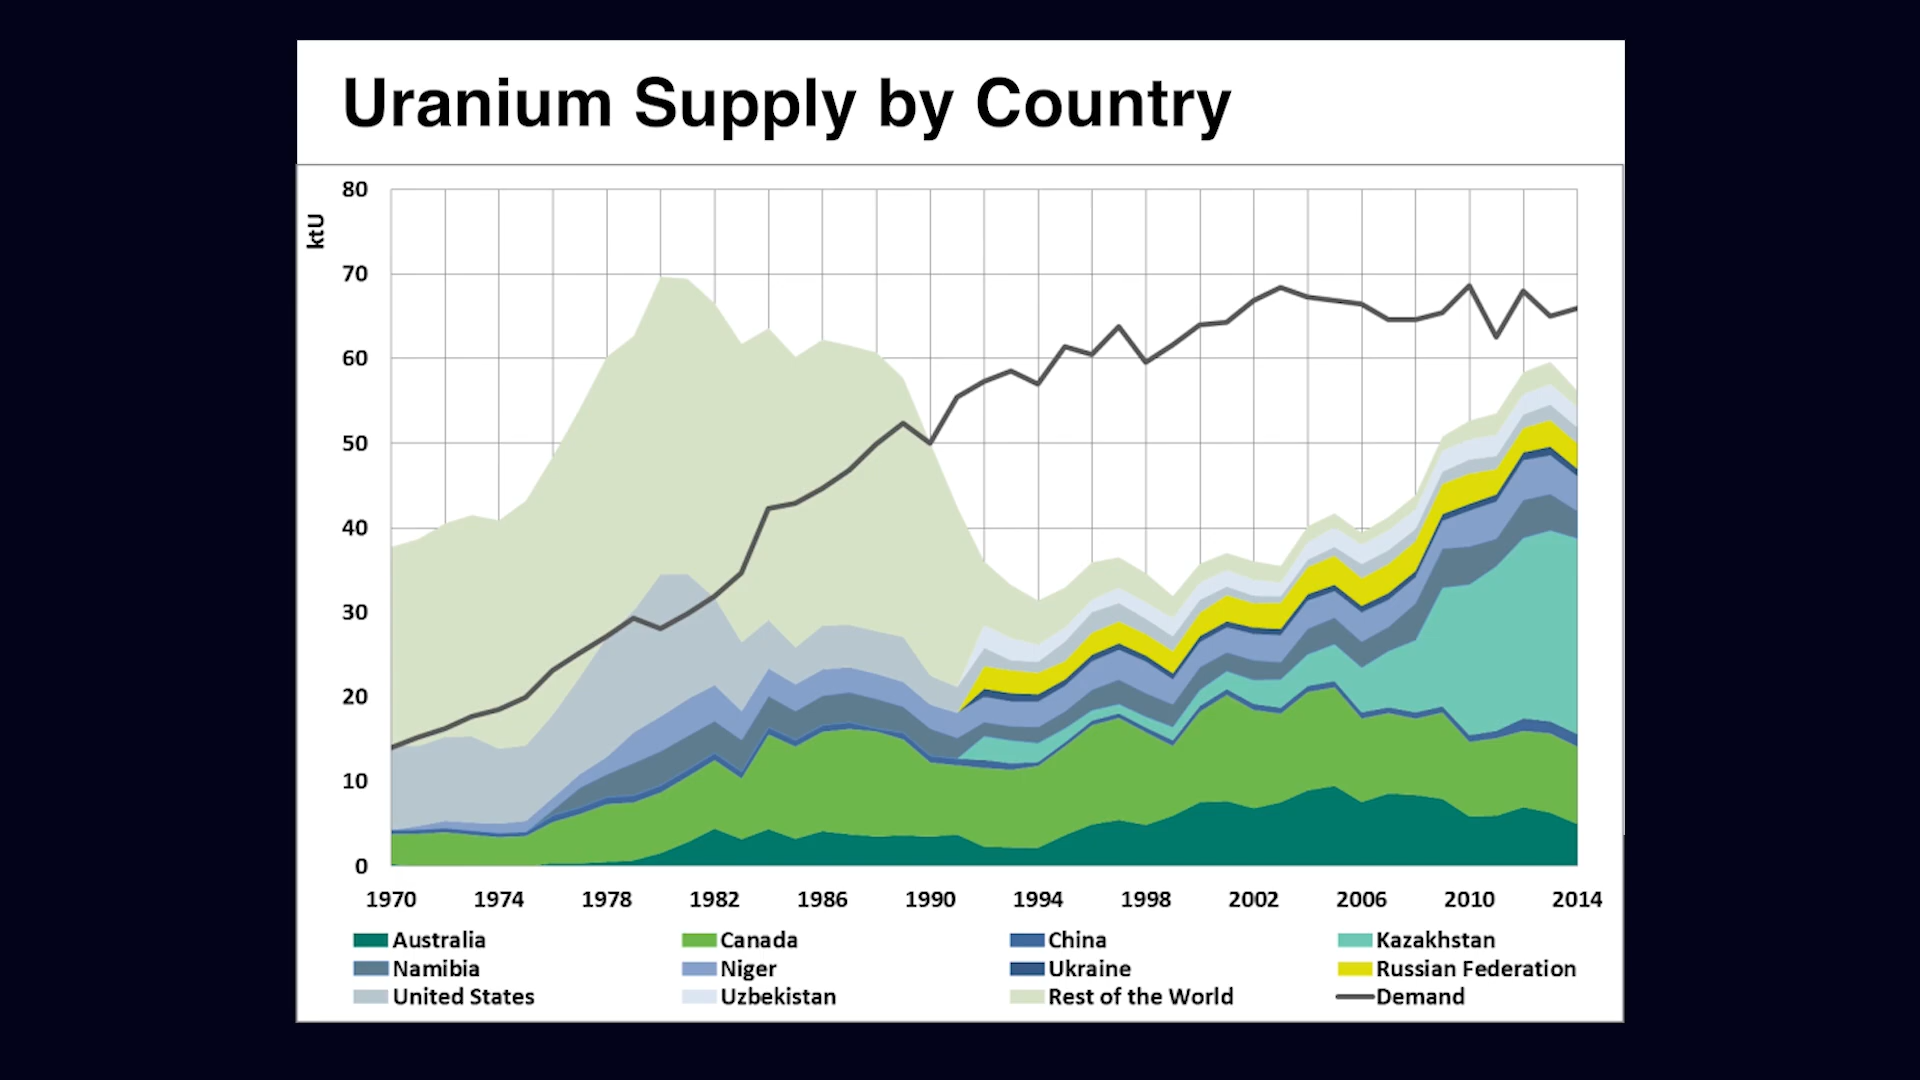 Uranium Supply by Country
ktU
80
70
60
50
40
30
20
10
0
1970 1974 1978 1982 1986 1990 1994 1998 2002 2006 2010 2014
Australia Canada China Kazakhstan
Namibia Niger Ukraine Russian Federation
United States Uzbekistan Rest of the World Demand